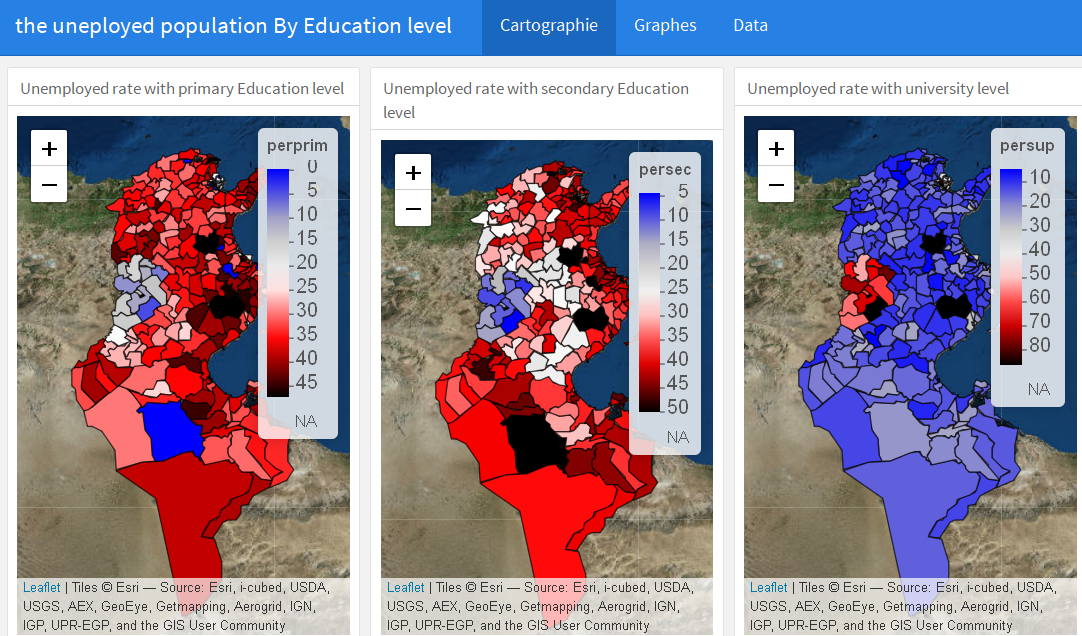 the uneployed population By Education level
Cartographie
Graphes
Data
Unemployed rate with primary Education level
+
−
perprim
0
5
10
15
20
25
30
35
40
45
NA
Leaflet | Tiles © Esri — Source: Esri, i-cubed, USDA,
USGS, AEX, GeoEye, Getmapping, Aerogrid, IGN,
IGP, UPR-EGP, and the GIS User Community
Unemployed rate with secondary Education
level
+
−
persec
5
10
15
20
25
30
35
40
45
50
NA
Leaflet | Tiles © Esri — Source: Esri, i-cubed, USDA,
USGS, AEX, GeoEye, Getmapping, Aerogrid, IGN,
IGP, UPR-EGP, and the GIS User Community
Unemployed rate with university level
+
−
persup
10
20
30
40
50
60
70
80
NA
Leaflet | Tiles © Esri — Source: Esri, i-cubed, USDA,
USGS, AEX, GeoEye, Getmapping, Aerogrid, IGN,
IGP, UPR-EGP, and the GIS User Community